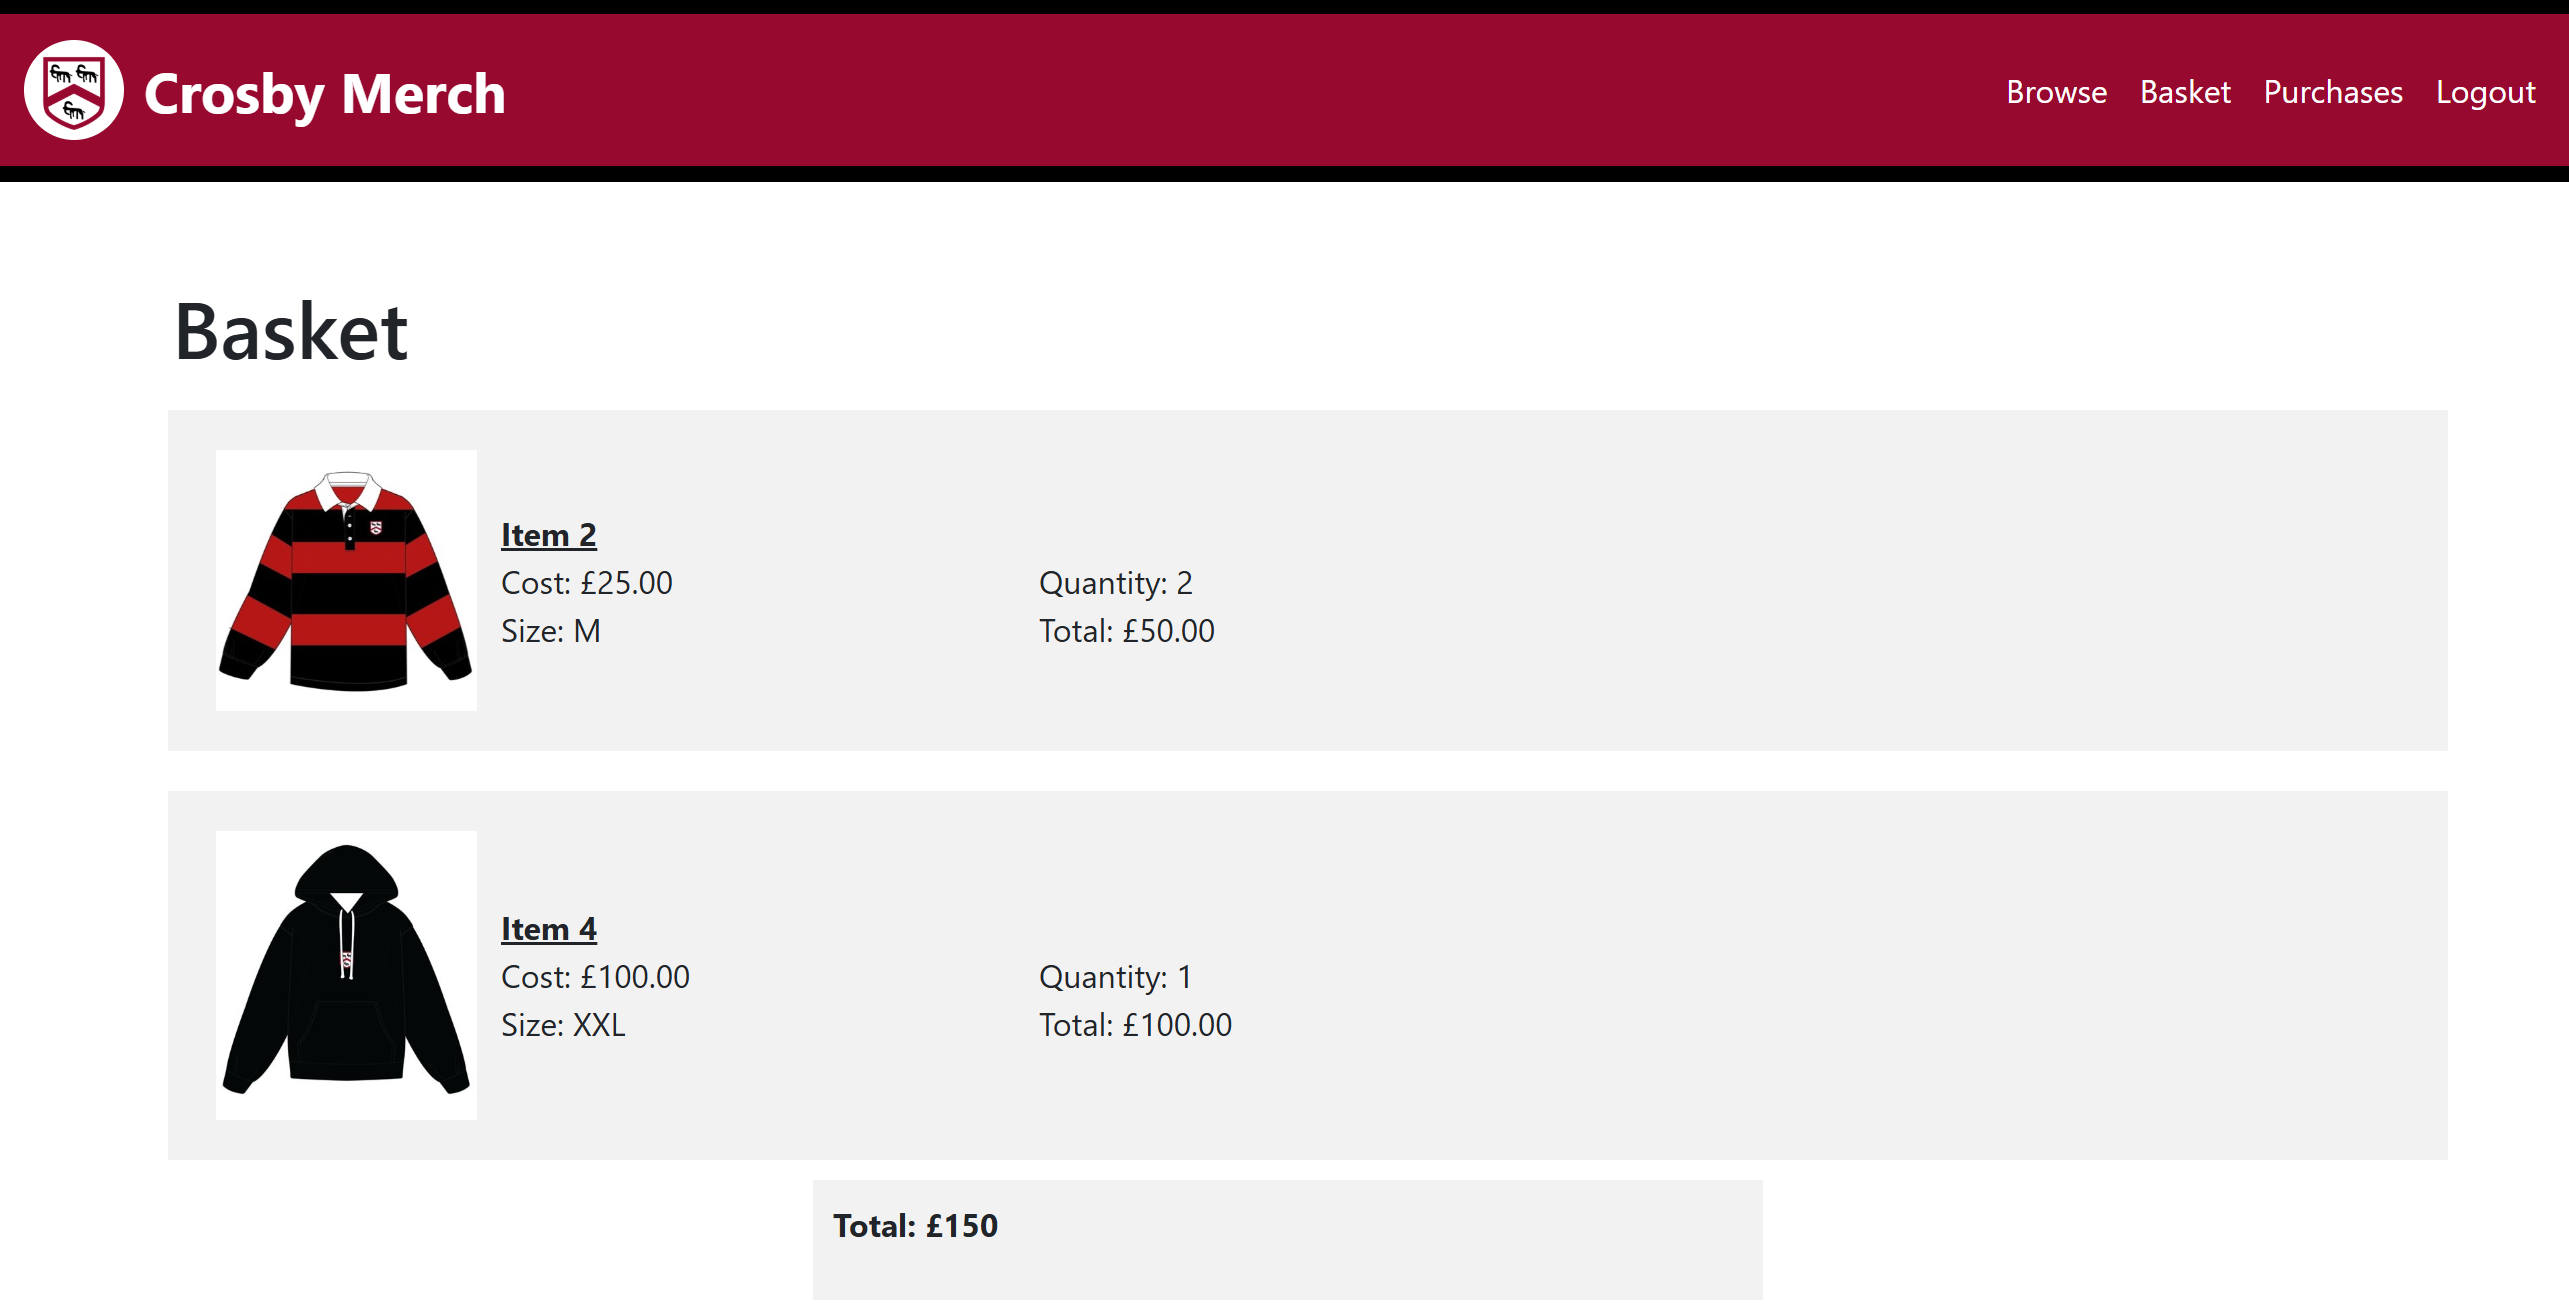 Crosby Merch
Browse Basket Purchases Logout
Basket
Item 2
Cost: £25.00 Quantity: 2
Size: M Total: £50.00
Item 4
Cost: £100.00 Quantity: 1
Size: XXL Total: £100.00
Total: £150